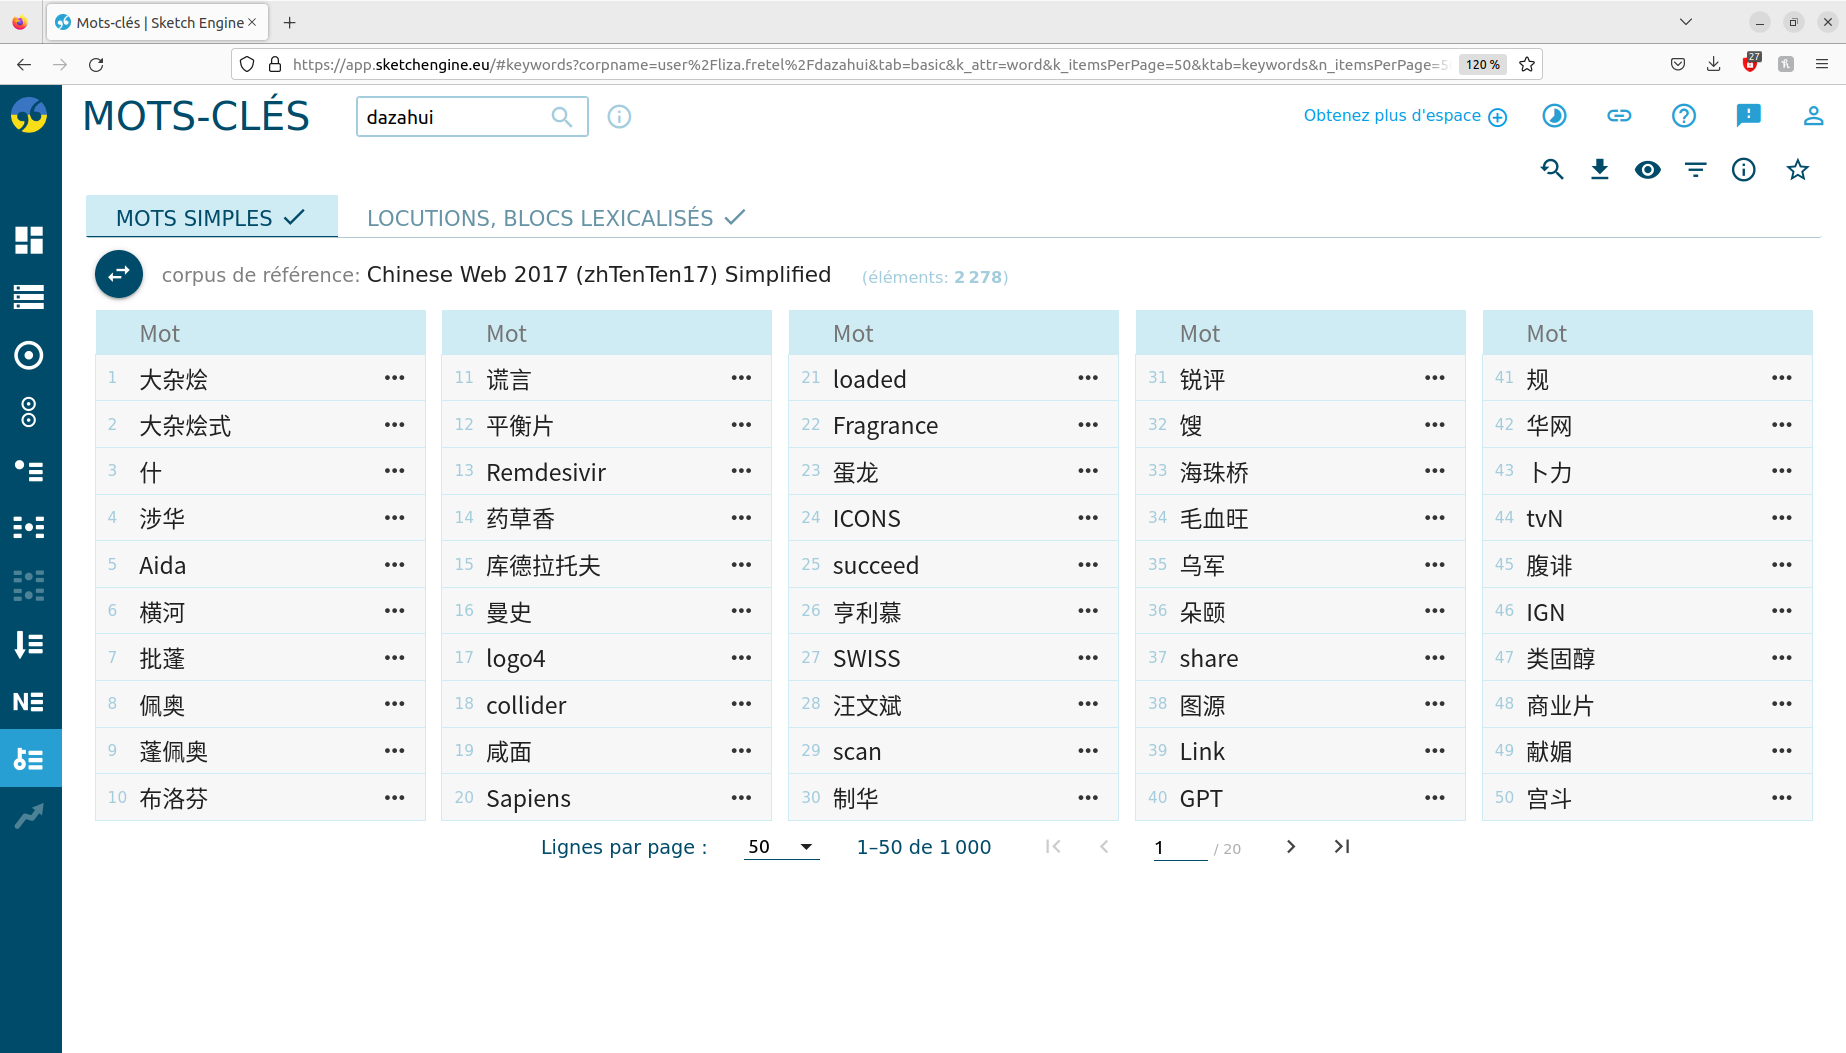 Mots-clés | Sketch Engine
https://app.sketchengine.eu/#keywords?corpname=user%2Fliza.fretel%2Fdazahui&tab=basic&k_attr=word&k_itemsPerPage=50&ktab=keywords&n_itemsPerPage=5
120 %
27
MOTS-CLÉS
dazahui
Obtenez plus d'espace
MOTS SIMPLES
LOCUTIONS, BLOCS LEXICALISÉS
corpus de référence: Chinese Web 2017 (zhTenTen17) Simplified (éléments: 2 278)
Mot Mot Mot Mot Mot
1 大杂烩 ••• 11 谎言 ••• 21 loaded ••• 31 锐评 ••• 41 规 •••
2 大杂烩式 ••• 12 平衡片 ••• 22 Fragrance ••• 32 馊 ••• 42 华网 •••
3 什 ••• 13 Remdesivir ••• 23 蛋龙 ••• 33 海珠桥 ••• 43 卜力 •••
4 涉华 ••• 14 药草香 ••• 24 ICONS ••• 34 毛血旺 ••• 44 tvN •••
5 Aida ••• 15 库德拉托夫 ••• 25 succeed ••• 35 乌军 ••• 45 腹诽 •••
6 横河 ••• 16 曼史 ••• 26 亨利慕 ••• 36 朵颐 ••• 46 IGN •••
7 批蓬 ••• 17 logo4 ••• 27 SWISS ••• 37 share ••• 47 类固醇 •••
8 佩奥 ••• 18 collider ••• 28 汪文斌 ••• 38 图源 ••• 48 商业片 •••
9 蓬佩奥 ••• 19 咸面 ••• 29 scan ••• 39 Link ••• 49 献媚 •••
10 布洛芬 ••• 20 Sapiens ••• 30 制华 ••• 40 GPT ••• 50 宫斗 •••
Lignes par page : 50 1–50 de 1 000 1 / 20